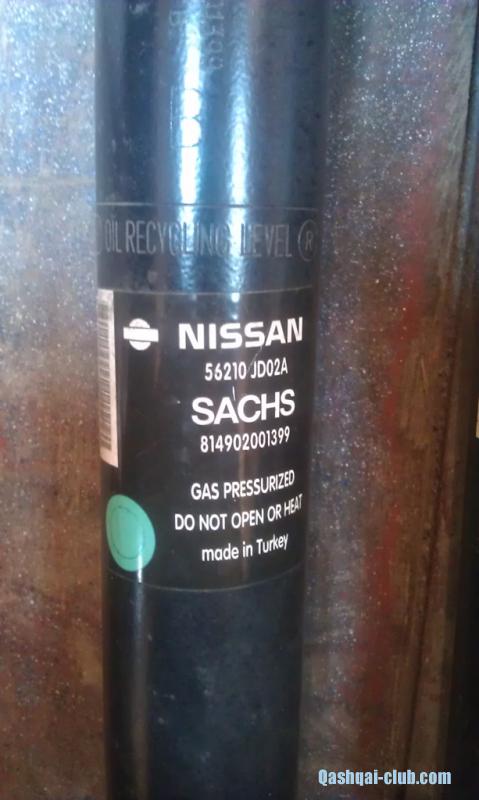 OIL RECYCLING LEVEL R
NISSAN
56210 JD02A
SACHS
814902001399
GAS PRESSURIZED
DO NOT OPEN OR HEAT
made in Turkey
Qashqai-club.com